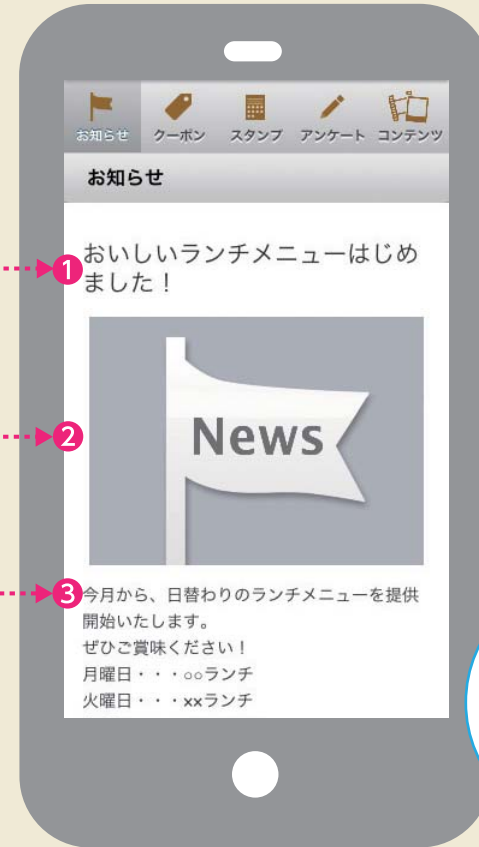 お知らせ クーポン スタンプ アンケート コンテンツ
お知らせ
1 おいしいランチメニューはじめ
ました!
News
2
3 今月から、日替わりのランチメニューを提供
開始いたします。
ぜひご賞味ください!
月曜日・・・○○ランチ
火曜日・・・××ランチ